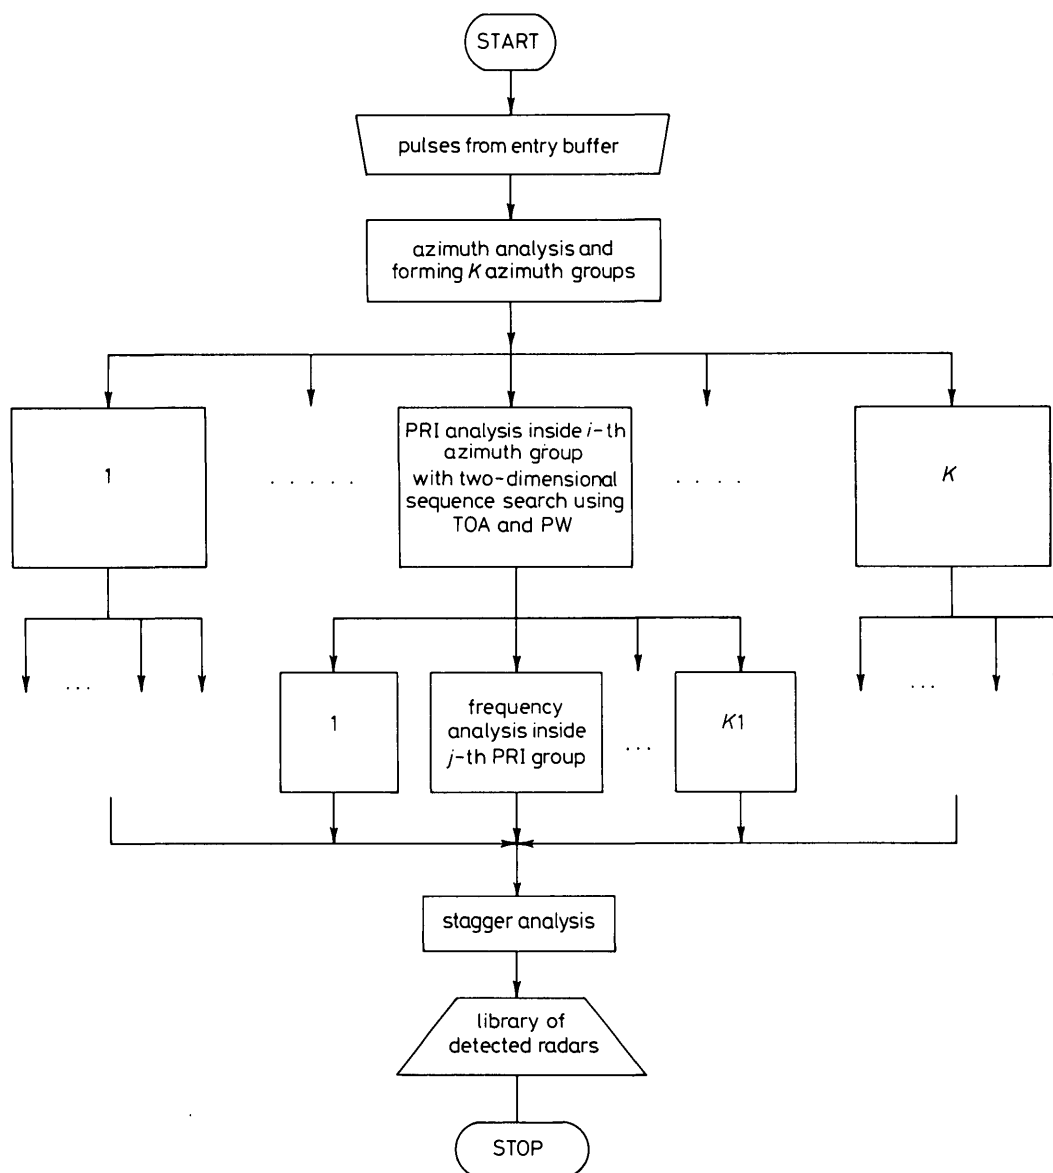 START
pulses from entry buffer
azimuth analysis and
forming K azimuth groups
1
. . . . .
PRI analysis inside i-th
azimuth group
with two-dimensional
sequence search using
TOA and PW
. . . .
K
...
1
frequency
analysis inside
j-th PRI group
...
K1
...
stagger analysis
library of
detected radars
STOP